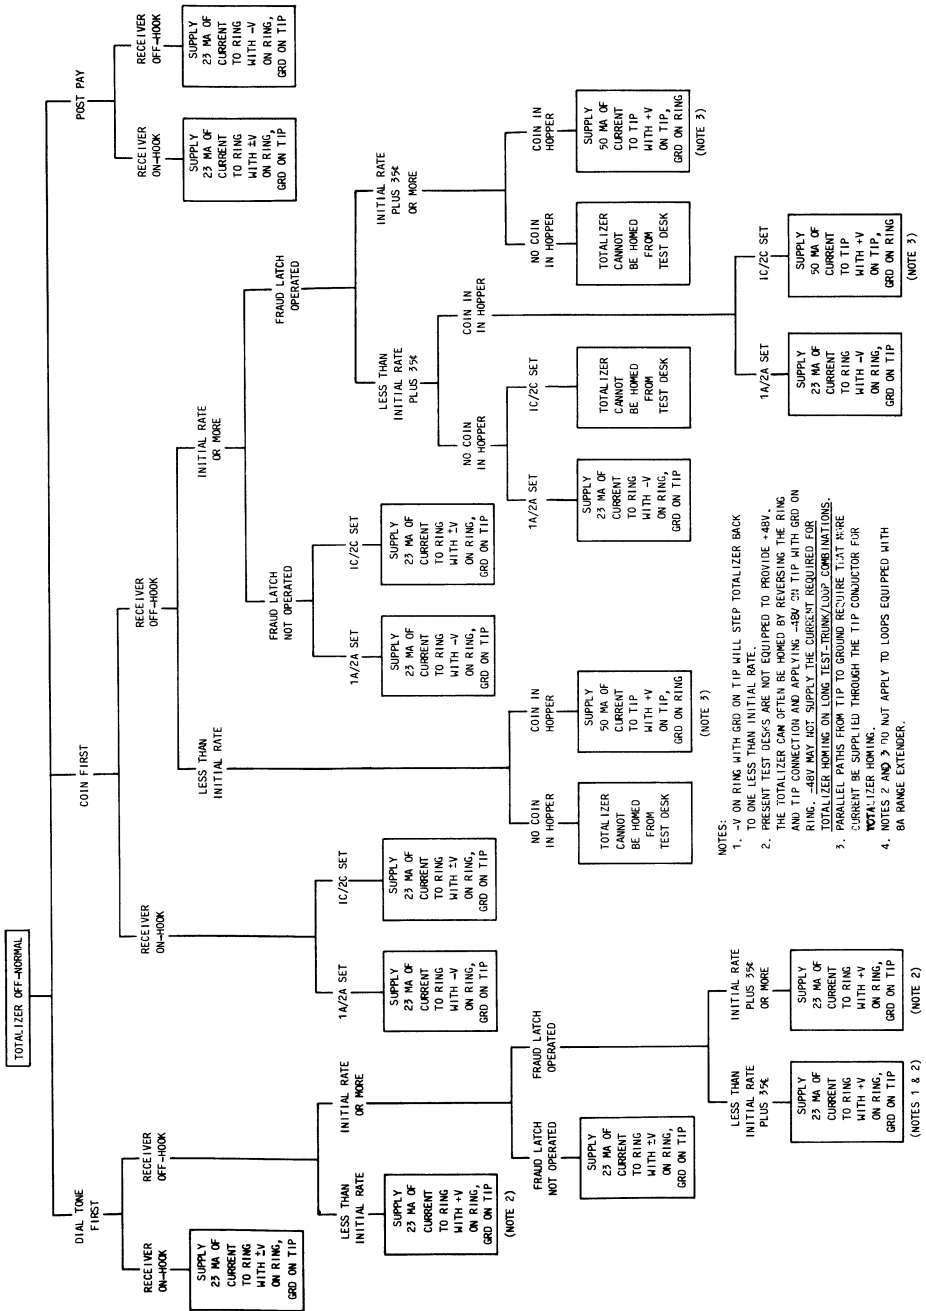 TOTALIZER OFF-NORMAL
DIAL TONE
FIRST
RECEIVER
ON-HOOK
SUPPLY
23 MA OF
CURRENT
TO RING
WITH ±V
ON RING,
GRD ON TIP
RECEIVER
OFF-HOOK
LESS THAN
INITIAL RATE
SUPPLY
23 MA OF
CURRENT
TO RING
WITH +V
ON RING,
GRD ON TIP
(NOTE 2)
INITIAL RATE
OR MORE
FRAUD LATCH
NOT OPERATED
SUPPLY
23 MA OF
CURRENT
TO RING
WITH ±V
ON RING,
GRD ON TIP
FRAUD LATCH
OPERATED
LESS THAN
INITIAL RATE
PLUS 35¢
SUPPLY
23 MA OF
CURRENT
TO RING
WITH +V
ON RING,
GRD ON TIP
(NOTES 1 & 2)
INITIAL RATE
PLUS 35¢
OR MORE
SUPPLY
23 MA OF
CURRENT
TO RING
WITH +V
ON RING,
GRD ON TIP
(NOTE 2)
COIN FIRST
RECEIVER
ON-HOOK
1A/2A SET
SUPPLY
23 MA OF
CURRENT
TO RING
WITH -V
ON RING,
GRD ON TIP
1C/2C SET
SUPPLY
23 MA OF
CURRENT
TO RING
WITH ±V
ON RING,
GRD ON TIP
RECEIVER
OFF-HOOK
LESS THAN
INITIAL RATE
NO COIN
IN HOPPER
TOTALIZER
CANNOT
BE HOMED
FROM
TEST DESK
COIN IN
HOPPER
SUPPLY
50 MA OF
CURRENT
TO TIP
WITH +V
ON TIP,
GRD ON RING
(NOTE 3)
INITIAL RATE
OR MORE
FRAUD LATCH
NOT OPERATED
1A/2A SET
SUPPLY
23 MA OF
CURRENT
TO RING
WITH -V
ON RING,
GRD ON TIP
1C/2C SET
SUPPLY
23 MA OF
CURRENT
TO RING
WITH ±V
ON RING,
GRD ON TIP
FRAUD LATCH
OPERATED
LESS THAN
INITIAL RATE
PLUS 35¢
NO COIN
IN HOPPER
1A/2A SET
SUPPLY
23 MA OF
CURRENT
TO RING
WITH -V
ON RING,
GRD ON TIP
1C/2C SET
TOTALIZER
CANNOT
BE HOMED
FROM
TEST DESK
COIN IN
IN HOPPER
1A/2A SET
SUPPLY
23 MA OF
CURRENT
TO RING
WITH -V
ON RING,
GRD ON TIP
1C/2C SET
SUPPLY
50 MA OF
CURRENT
TO TIP
WITH +V
ON TIP,
GRD ON RING
(NOTE 3)
INITIAL RATE
PLUS 35¢
OR MORE
NO COIN
IN HOPPER
TOTALIZER
CANNOT
BE HOMED
FROM
TEST DESK
COIN IN
HOPPER
SUPPLY
50 MA OF
CURRENT
TO TIP
WITH +V
ON TIP,
GRD ON RING
(NOTE 3)
POST PAY
RECEIVER
ON-HOOK
SUPPLY
23 MA OF
CURRENT
TO RING
WITH ±V
ON RING,
GRD ON TIP
RECEIVER
OFF-HOOK
SUPPLY
23 MA OF
CURRENT
TO RING
WITH -V
ON RING,
GRD ON TIP
NOTES:
1. -V ON RING WITH GRD ON TIP WILL STEP TOTALIZER BACK
TO ONE LESS THAN INITIAL RATE.
2. PRESENT TEST DESKS ARE NOT EQUIPPED TO PROVIDE +48V.
THE TOTALIZER CAN OFTEN BE HOMED BY REVERSING THE RING
AND TIP CONNECTION AND APPLYING -48V ON TIP WITH GRD ON
RING. -48V MAY NOT SUPPLY THE CURRENT REQUIRED FOR
TOTALIZER HOMING ON LONG TEST-TRUNK/LOOP COMBINATIONS.
3. PARALLEL PATHS FROM TIP TO GROUND REQUIRE THAT MORE
CURRENT BE SUPPLIED THROUGH THE TIP CONDUCTOR FOR
TOTALIZER HOMING.
4. NOTES 2 AND 3 DO NOT APPLY TO LOOPS EQUIPPED WITH
8A RANGE EXTENDER.